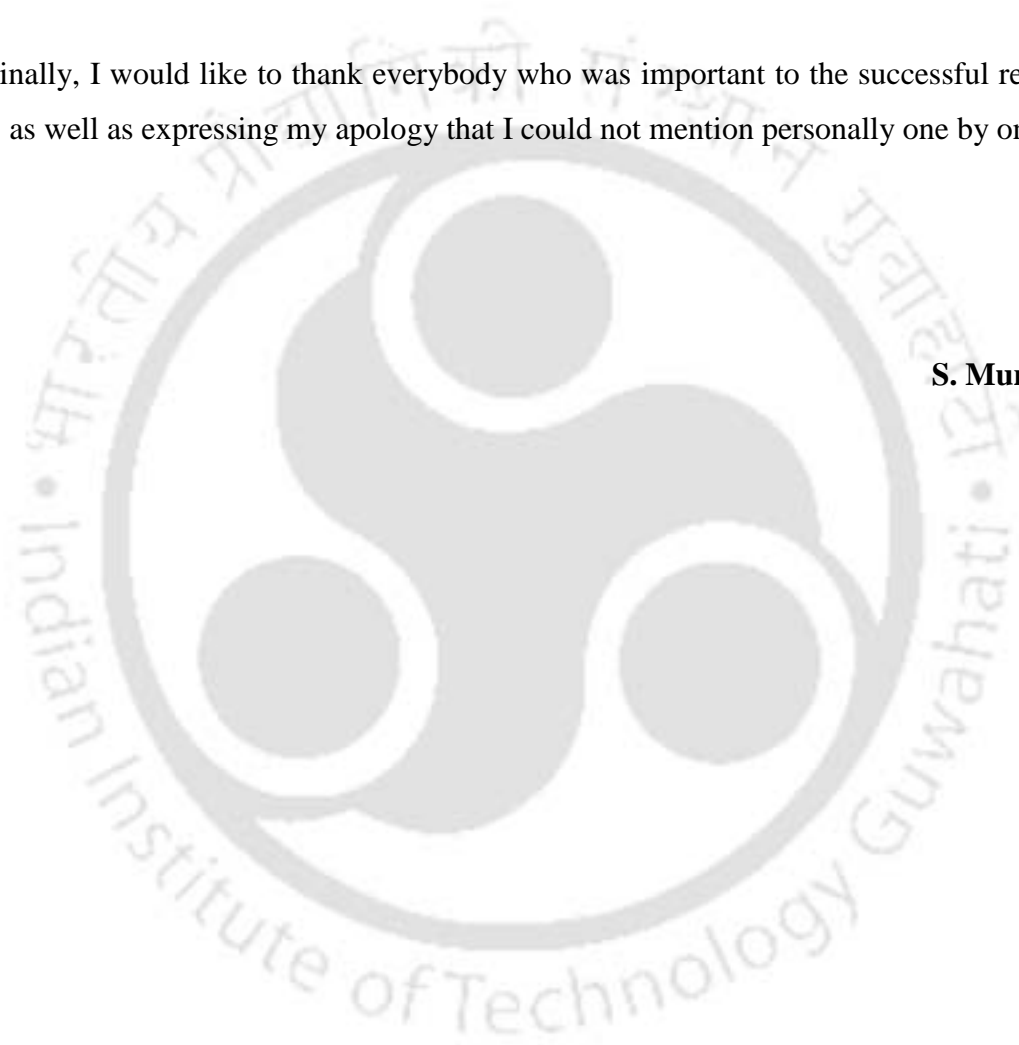 inally, I would like to thank everybody who was important to the successful re
as well as expressing my apology that I could not mention personally one by o
S. Mu
भारतीय प्रौद्योगिकी संस्थान गुवाहाटी
Indian Institute of Technology Guwahati